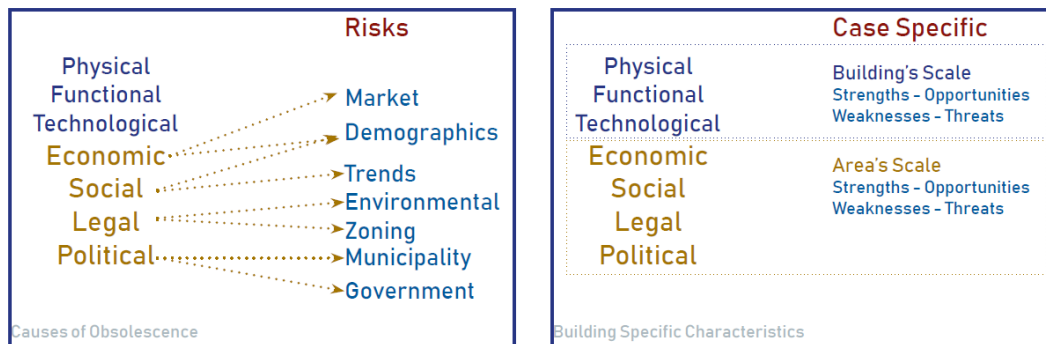 Risks
Physical
Functional
Technological
Economic
Social
Legal
Political
Market
Demographics
Trends
Environmental
Zoning
Municipality
Government
Causes of Obsolescence
Case Specific
Physical
Functional
Technological
Building's Scale
Strengths - Opportunities
Weaknesses - Threats
Economic
Social
Legal
Political
Area's Scale
Strengths - Opportunities
Weaknesses - Threats
Building Specific Characteristics